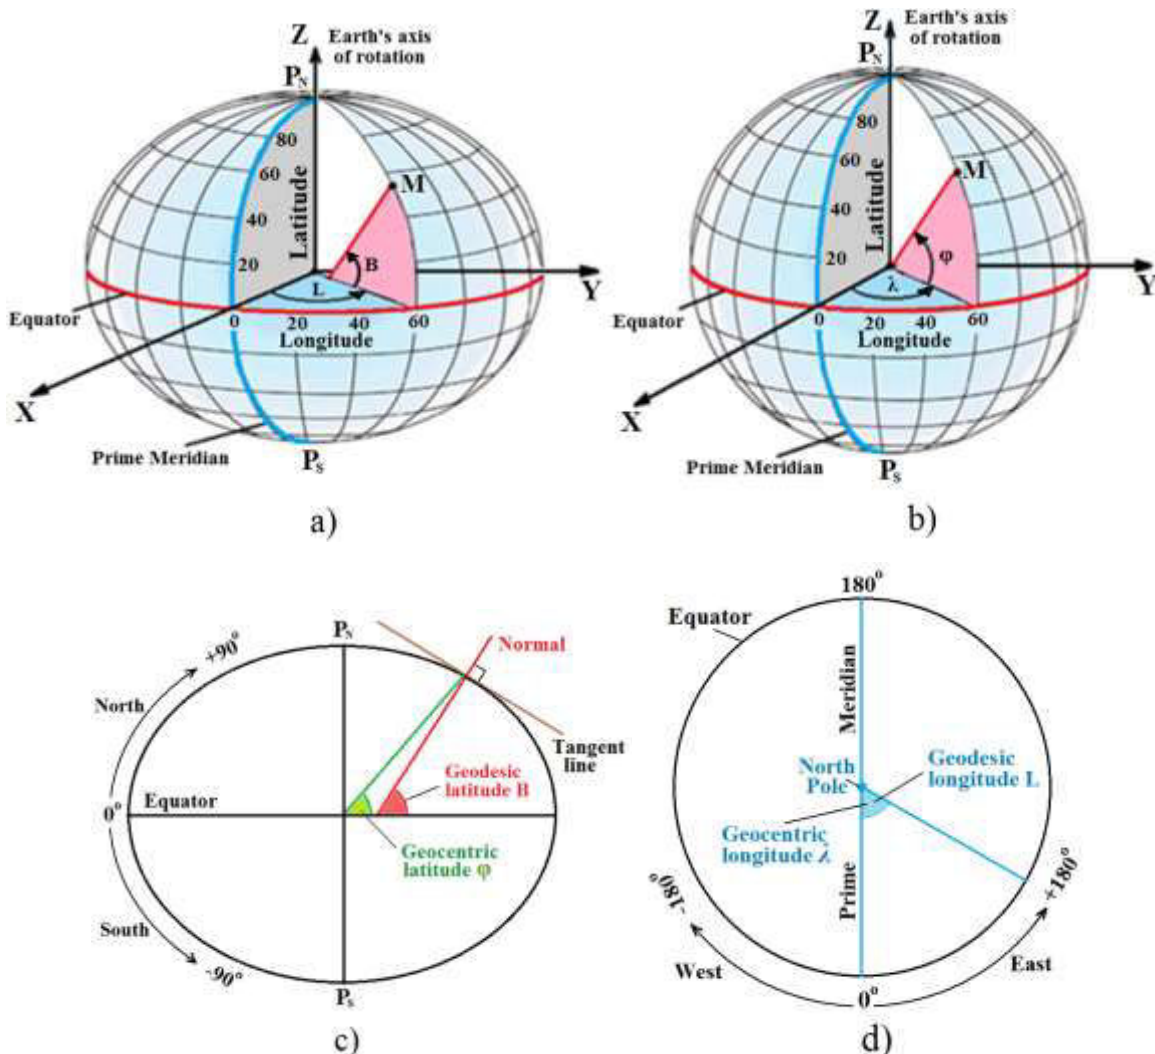 Z
Earth's axis
of rotation
P_N
80
60
40
20
Latitude
M
B
L
Y
Equator
0
20
40
60
Longitude
X
Prime Meridian
P_S
a)
Z
Earth's axis
of rotation
P_N
80
60
40
20
Latitude
M
φ
λ
Y
Equator
0
20
40
60
Longitude
X
Prime Meridian
P_S
b)
P_N
+90°
North
Normal
Tangent
line
Geodesic
latitude B
Equator
0°
Geocentric
latitude φ
South
-90°
P_S
c)
180°
Equator
Meridian
North
Pole
Geodesic
longitude L
Geocentric
longitude λ
Prime
-180°
+180°
West
East
0°
d)